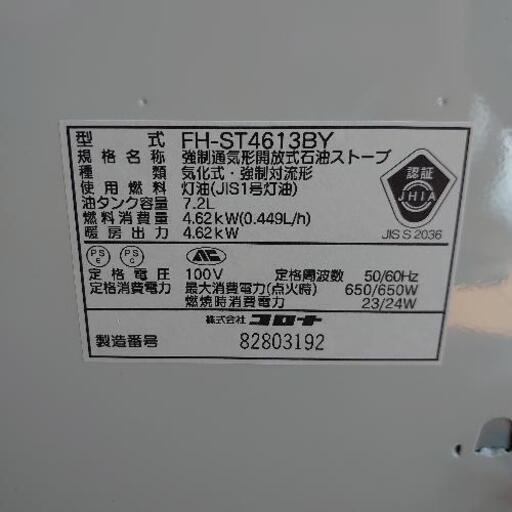 型式 FH-ST4613BY
規格名称 強制通気形開放式石油ストーブ
種類 気化式・強制対流形
使用燃料 灯油(JIS1号灯油)
油タンク容量 7.2L
燃料消費量 4.62kW(0.449L/h)
暖房出力 4.62kW
認証
JHIA
JIS S 2036
PS E PS C
定格電圧 100V 定格周波数 50/60Hz
定格消費電力 最大消費電力(点火時) 650/650W
燃焼時消費電力 23/24W
株式会社 コロナ
製造番号 82803192